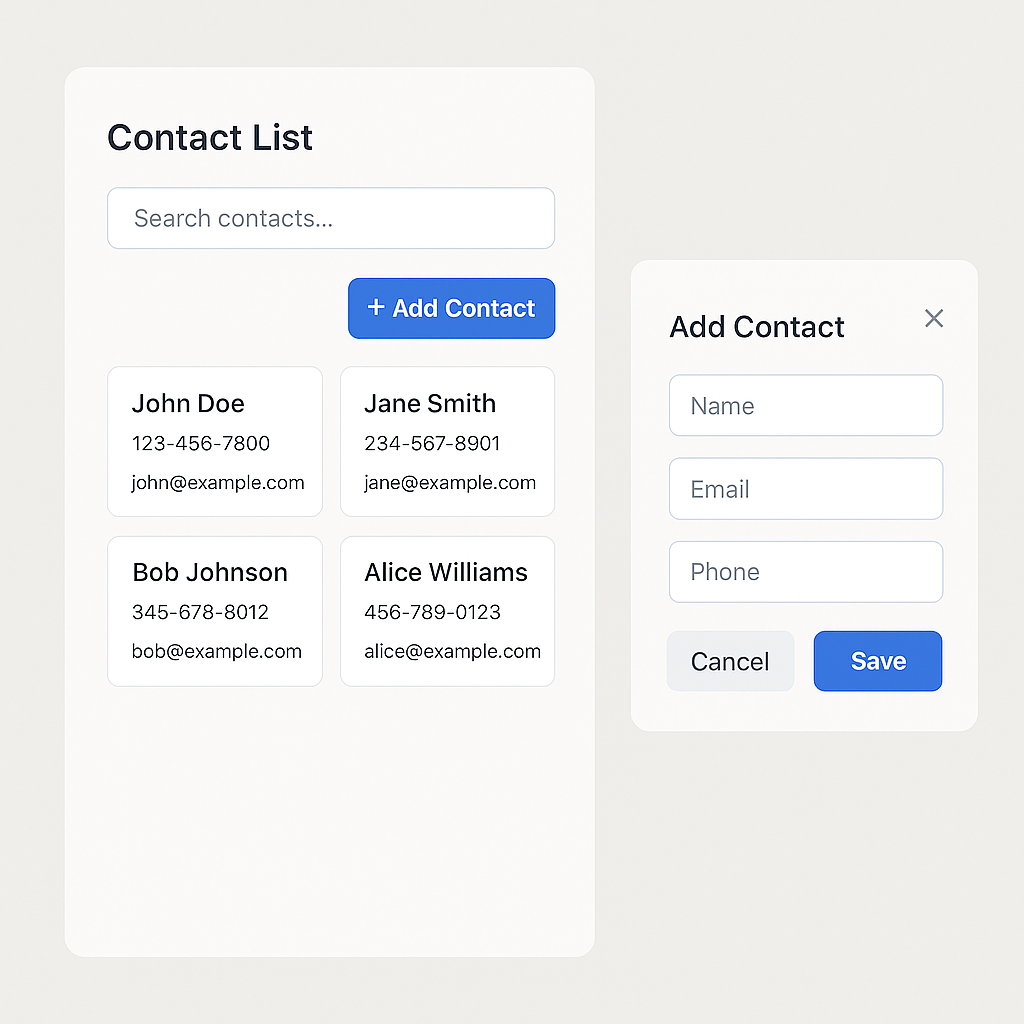 Contact List
Search contacts...
+ Add Contact
John Doe
123-456-7800
john@example.com
Jane Smith
234-567-8901
jane@example.com
Bob Johnson
345-678-8012
bob@example.com
Alice Williams
456-789-0123
alice@example.com
Add Contact
Name
Email
Phone
Cancel
Save